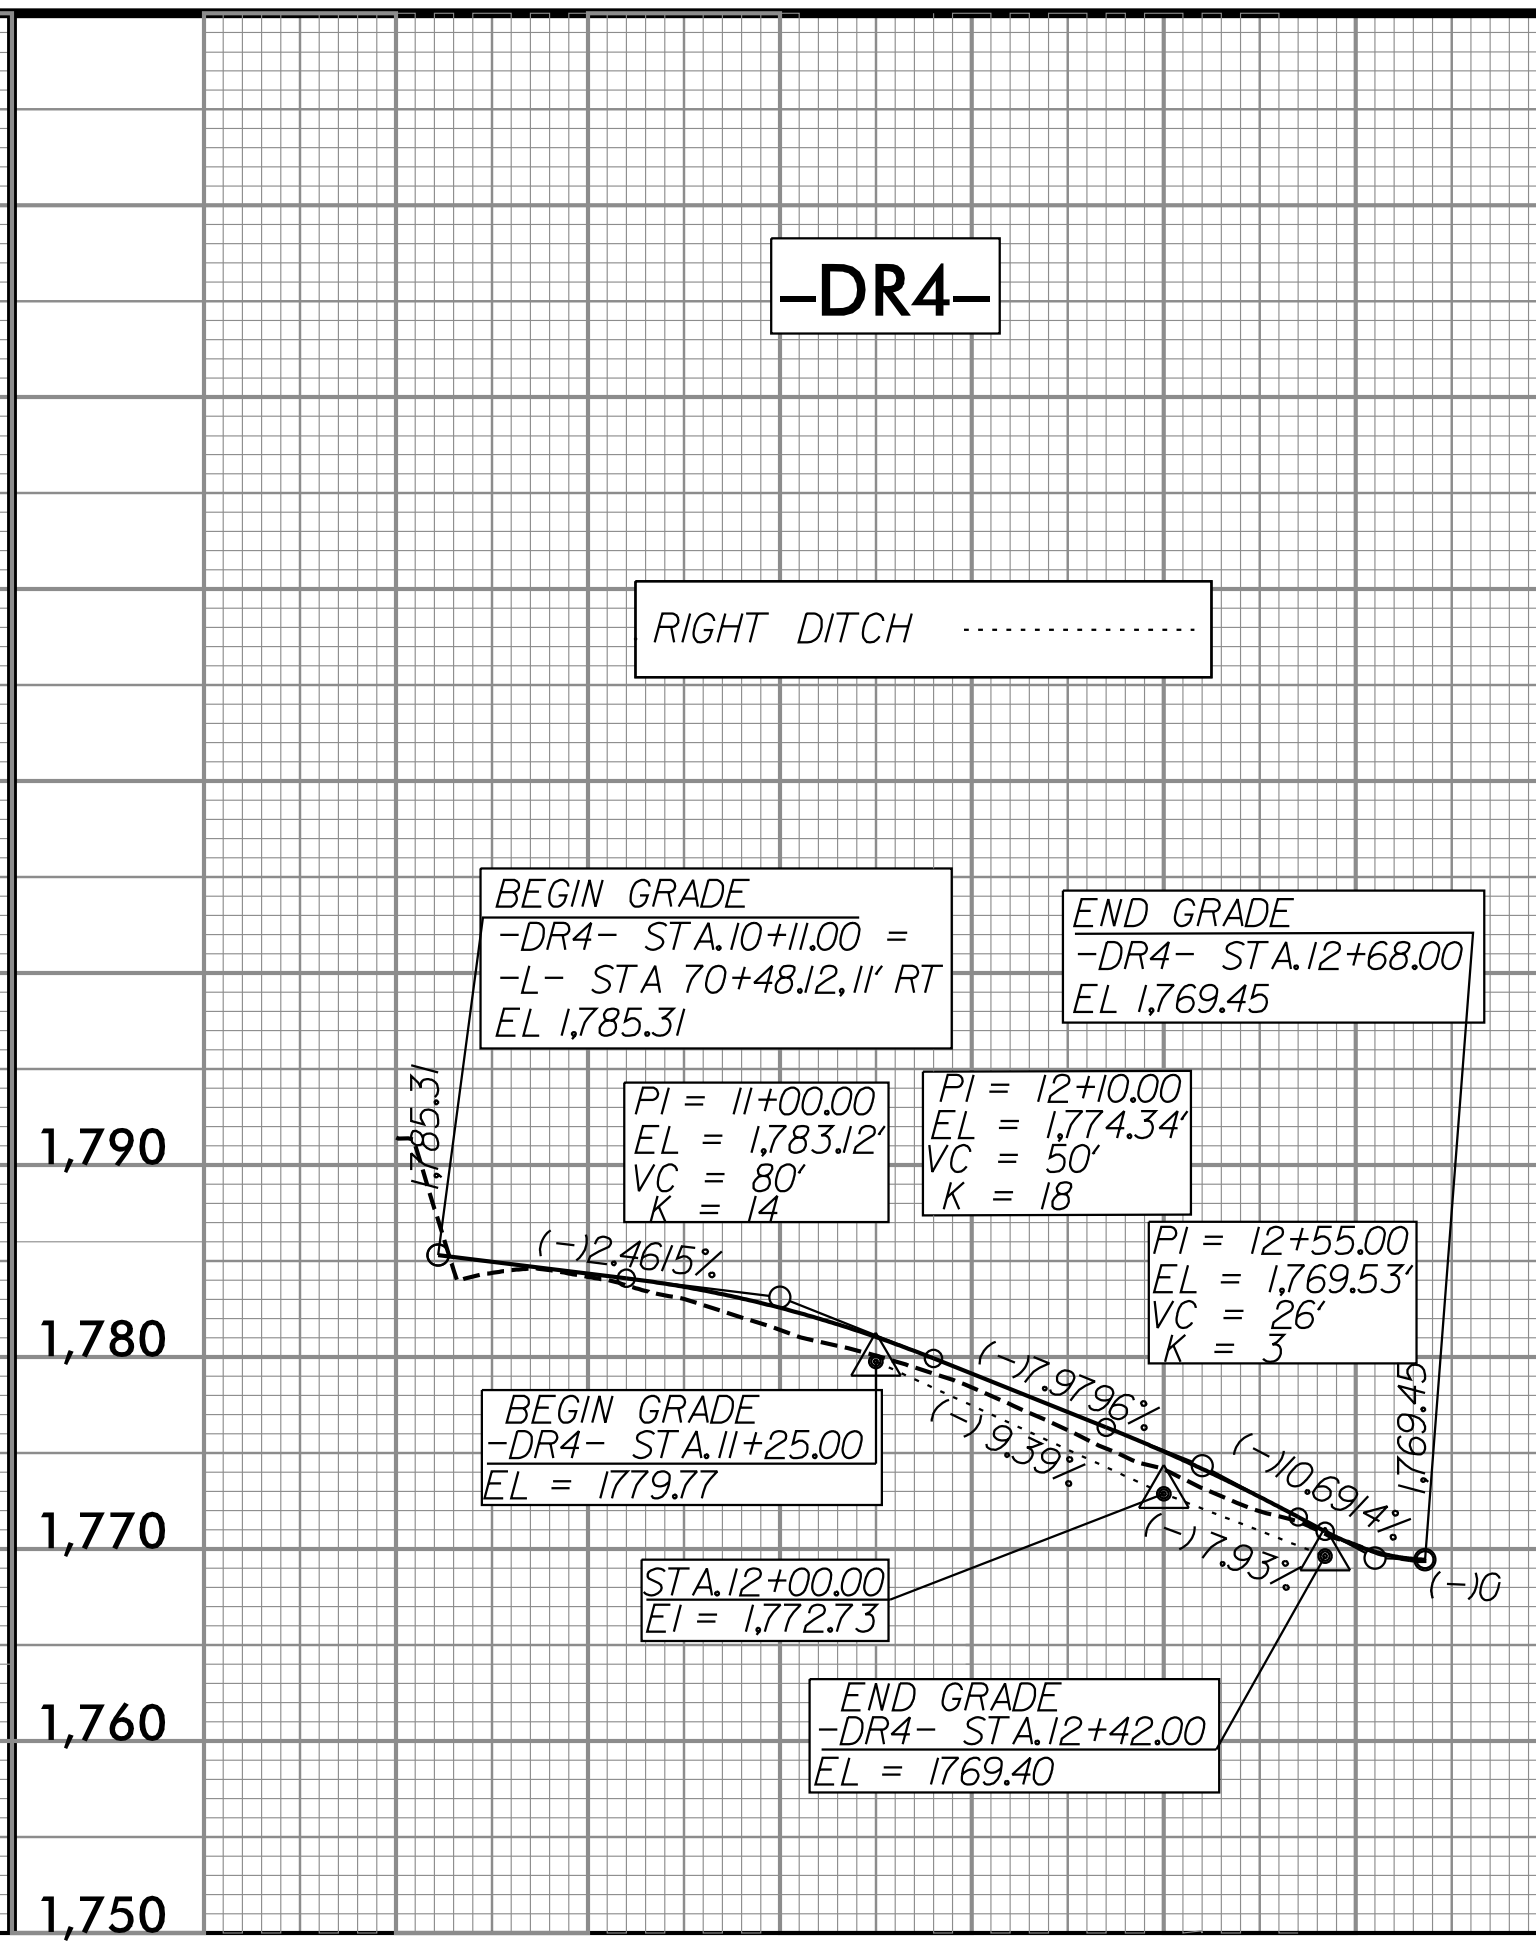 –DR4–
RIGHT DITCH
BEGIN GRADE
-DR4- STA.10+11.00 =
-L- STA 70+48.12, 11' RT
EL 1,785.31
END GRADE
-DR4- STA.12+68.00
EL 1,769.45
1,785.31
PI = 11+00.00
EL = 1,783.12'
VC = 80'
K = 14
PI = 12+10.00
EL = 1,774.34'
VC = 50'
K = 18
PI = 12+55.00
EL = 1,769.53'
VC = 26'
K = 3
1,790
(-)2.4615%
1,780
(-)7.9796%
(-)9.39%
(-)10.6914%
1,769.45
BEGIN GRADE
-DR4- STA.11+25.00
EL = 1779.77
1,770
(-)7.93%
(-)0
STA.12+00.00
El = 1,772.73
END GRADE
-DR4- STA.12+42.00
EL = 1769.40
1,760
1,750